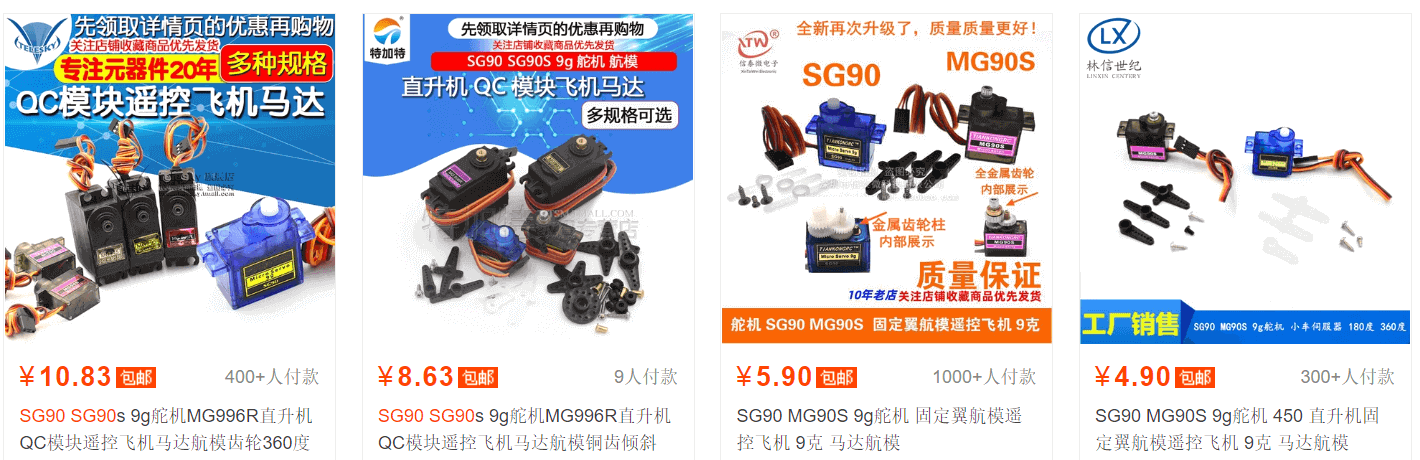 TELESKY
先领取详情页的优惠再购物
关注店铺收藏商品优先发货
专注元器件20年
多种规格
QC模块遥控飞机马达
Micro Servo
¥10.83 包邮
400+人付款
SG90 SG90s 9g舵机MG996R直升机
QC模块遥控飞机马达航模齿轮360度
特加特
先领取详情页的优惠再购物
关注店铺收藏商品优先发货
SG90 SG90S 9g 舵机 航模
直升机 QC 模块飞机马达
多规格可选
¥8.63 包邮
9人付款
SG90 SG90s 9g舵机MG996R直升机
QC模块遥控飞机马达航模铜齿倾斜
全新再次升级了，质量质量更好！
XTW
信泰微电子
SG90
MG90S
TIANKONGRC
MG90S
Micro Servo 9g
SG90
全金属齿轮
内部展示
金属齿轮柱
内部展示
TIANKONGRC
Micro Servo 9g
MG90S
质量保证
10年老店 关注店铺收藏商品优先发货
舵机 SG90 MG90S 固定翼航模遥控飞机 9克
¥5.90 包邮
1000+人付款
SG90 MG90S 9g舵机 固定翼航模遥
控飞机 9克 马达航模
LX
林信世纪
LINXIN CENTERY
MG90S
工厂销售
SG90 MG90S 9g舵机 小车伺服器 180度 360度
¥4.90 包邮
300+人付款
SG90 MG90S 9g舵机 450 直升机固
定翼航模遥控飞机 9克 马达航模